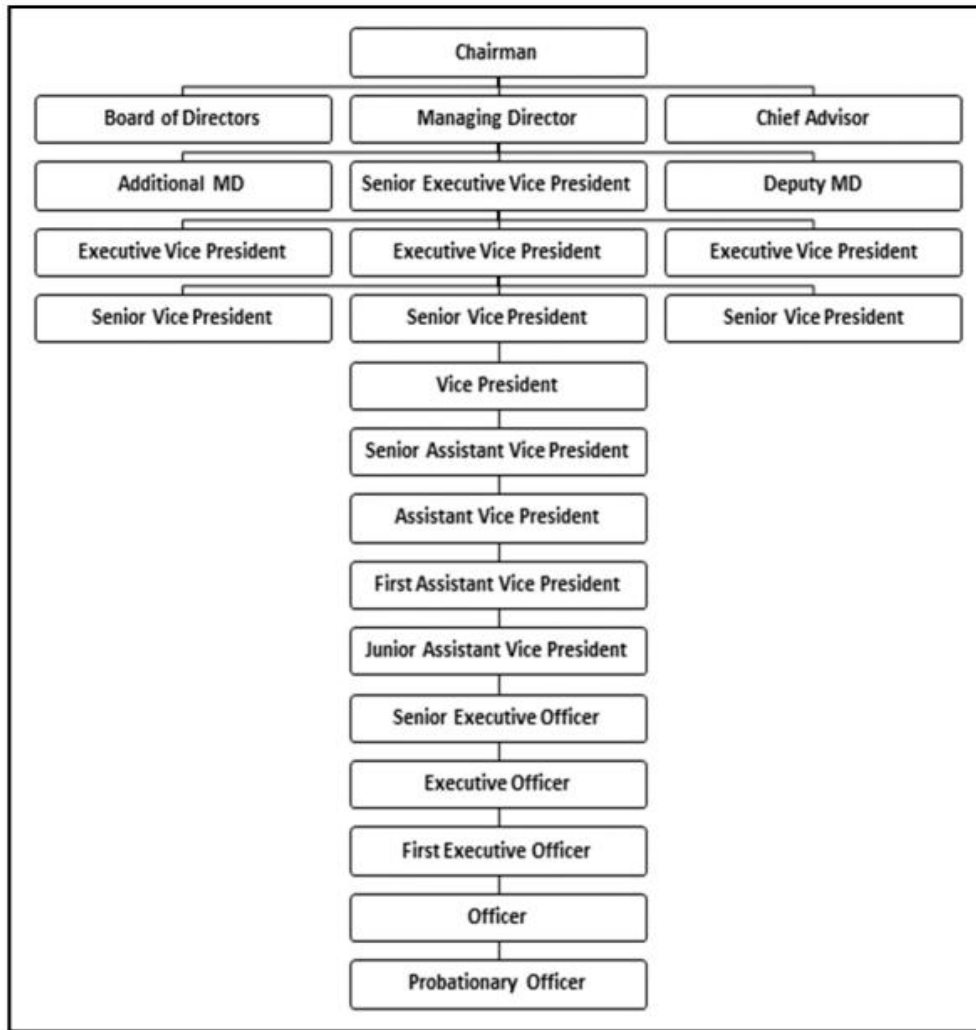 Chairman
Board of Directors
Managing Director
Chief Advisor
Additional MD
Senior Executive Vice President
Deputy MD
Executive Vice President
Executive Vice President
Executive Vice President
Senior Vice President
Senior Vice President
Senior Vice President
Vice President
Senior Assistant Vice President
Assistant Vice President
First Assistant Vice President
Junior Assistant Vice President
Senior Executive Officer
Executive Officer
First Executive Officer
Officer
Probationary Officer